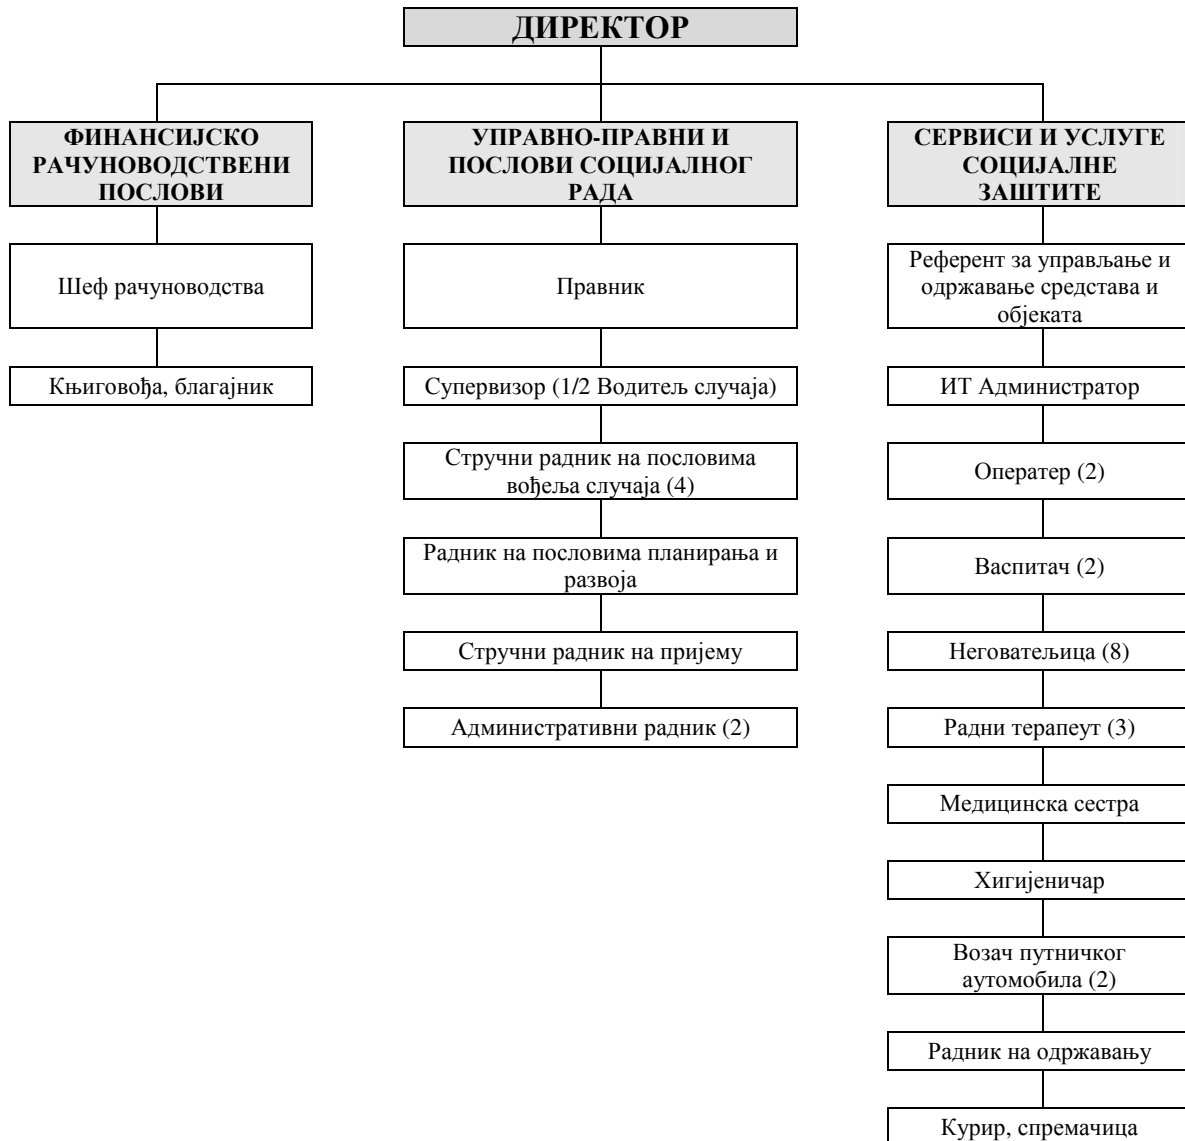 ДИРЕКТОР
ФИНАНСИЈСКО
РАЧУНОВОДСТВЕНИ
ПОСЛОВИ
Шеф рачуноводства
Књиговођа, благајник
УПРАВНО-ПРАВНИ И
ПОСЛОВИ СОЦИЈАЛНОГ
РАДА
Правник
Супервизор (1/2 Водитељ случаја)
Стручни радник на пословима
вођења случаја (4)
Радник на пословима планирања и
развоја
Стручни радник на пријему
Административни радник (2)
СЕРВИСИ И УСЛУГЕ
СОЦИЈАЛНЕ
ЗАШТИТЕ
Референт за управљање и
одржавање средстава и
објеката
ИТ Администратор
Оператер (2)
Васпитач (2)
Неговатељица (8)
Радни терапеут (3)
Медицинска сестра
Хигијеничар
Возач путничког
аутомобила (2)
Радник на одржавању
Курир, спремачица